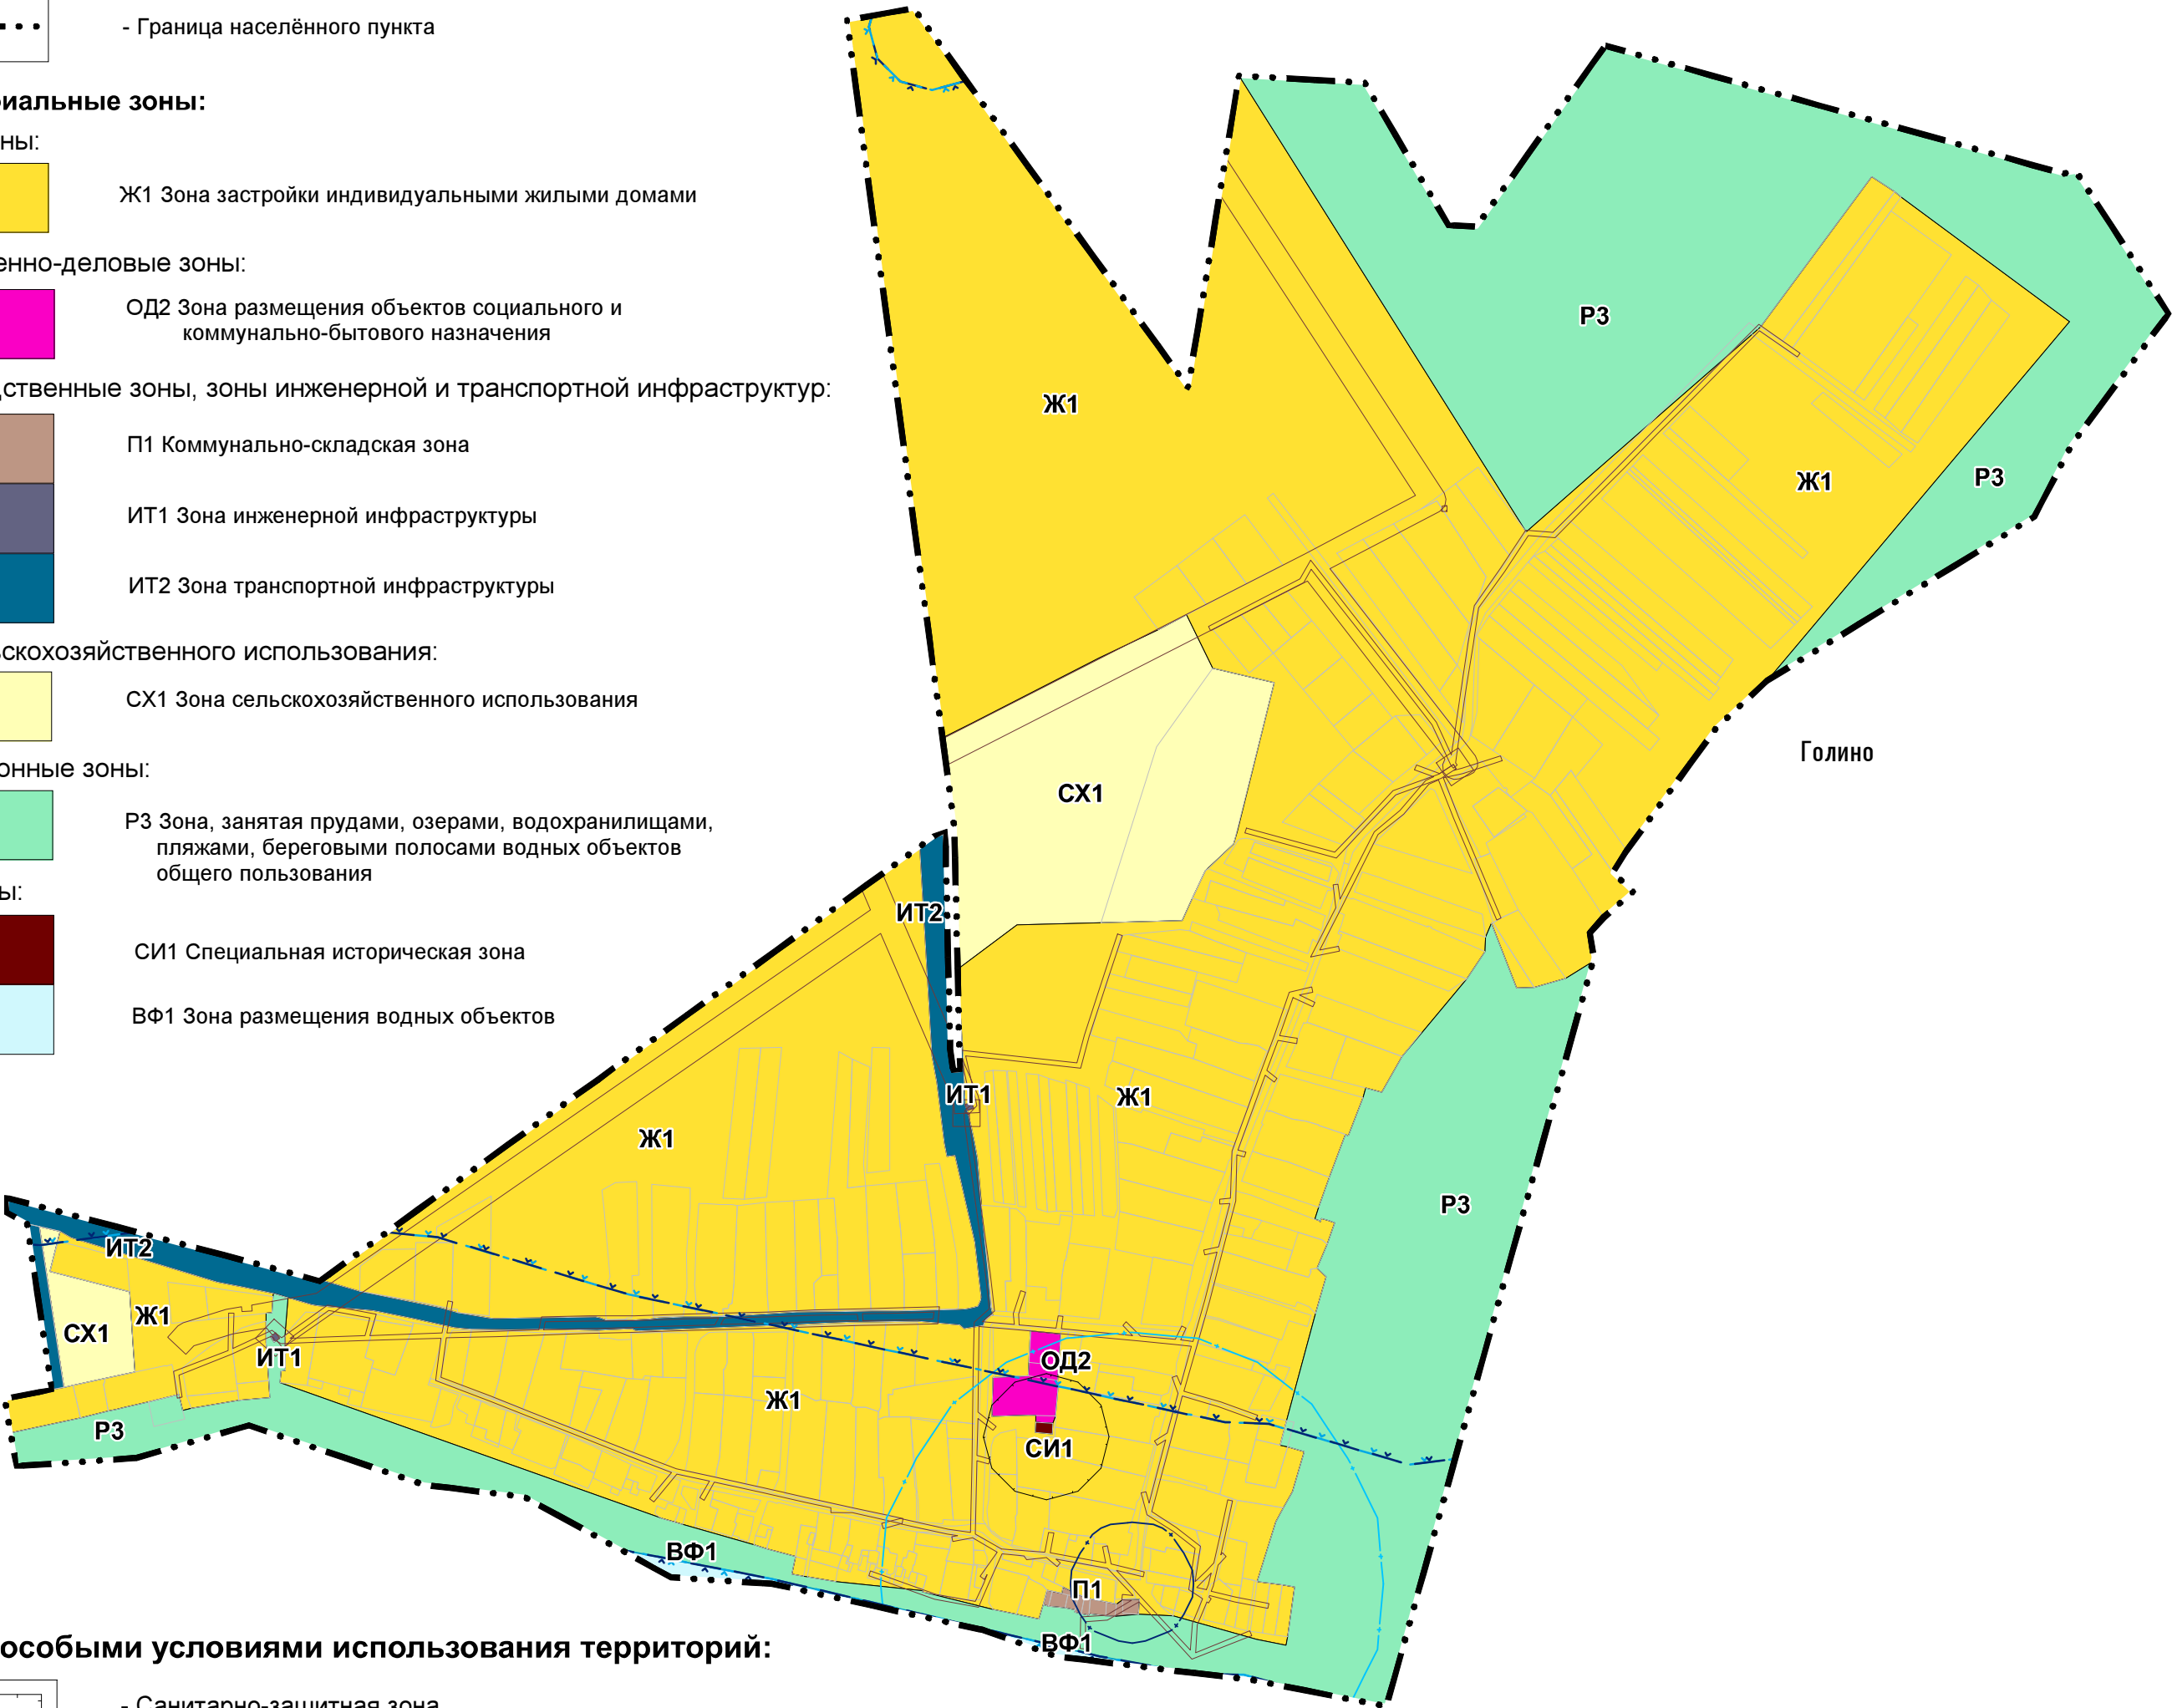 - Граница населённого пункта
иальные зоны:
ны:
Ж1 Зона застройки индивидуальными жилыми домами
енно-деловые зоны:
ОД2 Зона размещения объектов социального и
коммунально-бытового назначения
дственные зоны, зоны инженерной и транспортной инфраструктур:
П1 Коммунально-складская зона
ИТ1 Зона инженерной инфраструктуры
ИТ2 Зона транспортной инфраструктуры
скохозяйственного использования:
СХ1 Зона сельскохозяйственного использования
онные зоны:
Р3 Зона, занятая прудами, озерами, водохранилищами,
пляжами, береговыми полосами водных объектов
общего пользования
ы:
СИ1 Специальная историческая зона
ВФ1 Зона размещения водных объектов
особыми условиями использования территорий:
- Санитарно-защитная зона
Р3
Ж1
Р3
Ж1
Голино
СХ1
ИТ2
ИТ1
Ж1
Ж1
Р3
ИТ2
Ж1
СХ1
ИТ1
ОД2
Ж1
Р3
СИ1
ВФ1
П1
ВФ1